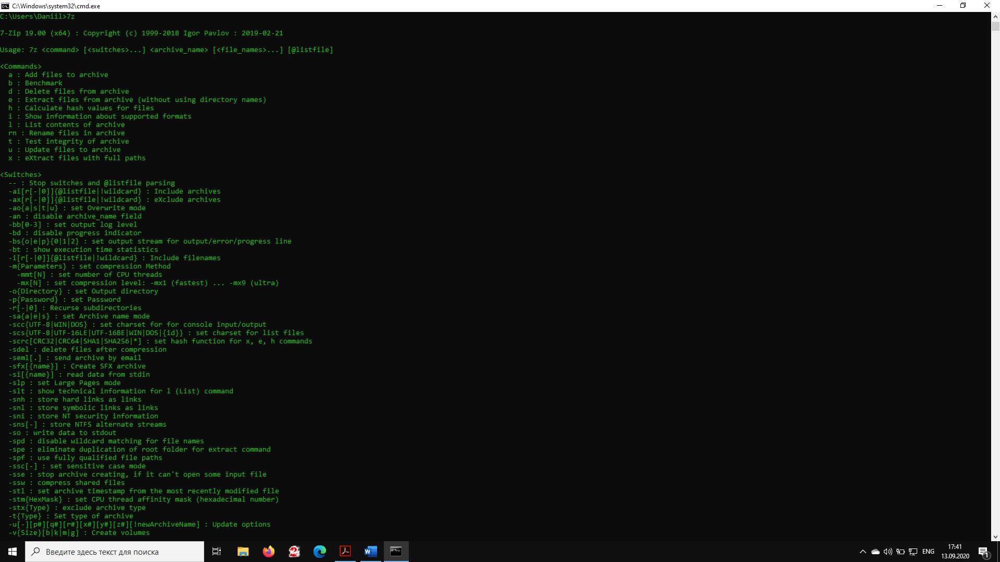 C:\Windows\system32\cmd.exe
C:\Users\Daniil>7z
7-Zip 19.00 (x64) : Copyright (c) 1999-2018 Igor Pavlov : 2019-02-21
Usage: 7z <command> [<switches>...] <archive_name> [<file_names>...] [@listfile]
<Commands>
a : Add files to archive
b : Benchmark
d : Delete files from archive
e : Extract files from archive (without using directory names)
h : Calculate hash values for files
i : Show information about supported formats
l : List contents of archive
rn : Rename files in archive
t : Test integrity of archive
u : Update files to archive
x : eXtract files with full paths
<Switches>
-- : Stop switches and @listfile parsing
-ai[r[-|0]]{@listfile|!wildcard} : Include archives
-ax[r[-|0]]{@listfile|!wildcard} : eXclude archives
-ao{a|s|t|u} : set Overwrite mode
-an : disable archive_name field
-bb[0-3] : set output log level
-bd : disable progress indicator
-bs{o|e|p}{0|1|2} : set output stream for output/error/progress line
-bt : show execution time statistics
-i[r[-|0]]{@listfile|!wildcard} : Include filenames
-m{Parameters} : set compression Method
-mmt[N] : set number of CPU threads
-mx[N] : set compression level: -mx1 (fastest) ... -mx9 (ultra)
-o{Directory} : set Output directory
-p{Password} : set Password
-r[-|0] : Recurse subdirectories
-sa{a|e|s} : set Archive name mode
-scc{UTF-8|WIN|DOS} : set charset for for console input/output
-scs{UTF-8|UTF-16LE|UTF-16BE|WIN|DOS|{id}} : set charset for list files
-scrc[CRC32|CRC64|SHA1|SHA256|*] : set hash function for x, e, h commands
-sdel : delete files after compression
-seml[.] : send archive by email
-sfx[{name}] : Create SFX archive
-si[{name}] : read data from stdin
-slp : set Large Pages mode
-slt : show technical information for l (List) command
-snh : store hard links as links
-snl : store symbolic links as links
-sni : store NT security information
-sns[-] : store NTFS alternate streams
-so : write data to stdout
-spd : disable wildcard matching for file names
-spe : eliminate duplication of root folder for extract command
-spf : use fully qualified file paths
-ssc[-] : set sensitive case mode
-sse : stop archive creating, if it can't open some input file
-ssw : compress shared files
-stl : set archive timestamp from the most recently modified file
-stm{HexMask} : set CPU thread affinity mask (hexadecimal number)
-stx{Type} : exclude archive type
-t{Type} : Set type of archive
-u[-][p#][q#][r#][x#][y#][z#][!newArchiveName] : Update options
-v{Size}[b|k|m|g] : Create volumes
Введите здесь текст для поиска
ENG
17:41
13.09.2020
1